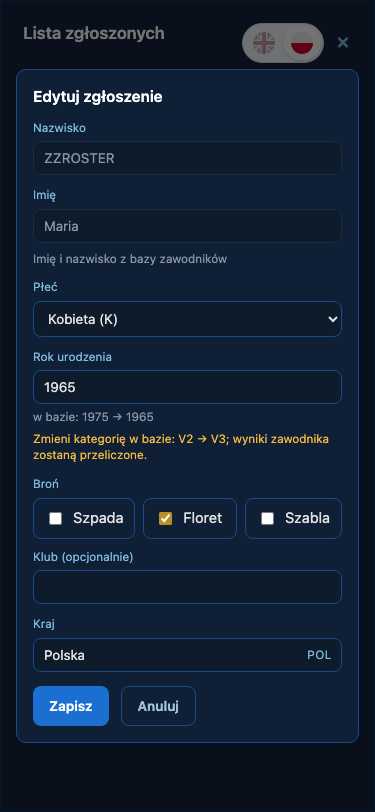 Lista zgłoszonych
×
Edytuj zgłoszenie
Nazwisko
ZZROSTER
Imię
Maria
Imię i nazwisko z bazy zawodników
Płeć
Kobieta (K)
Rok urodzenia
1965
w bazie: 1975 → 1965
Zmieni kategorię w bazie: V2 → V3; wyniki zawodnika
zostaną przeliczone.
Broń
Szpada Floret Szabla
Klub (opcjonalnie)
Kraj
Polska POL
Zapisz Anuluj